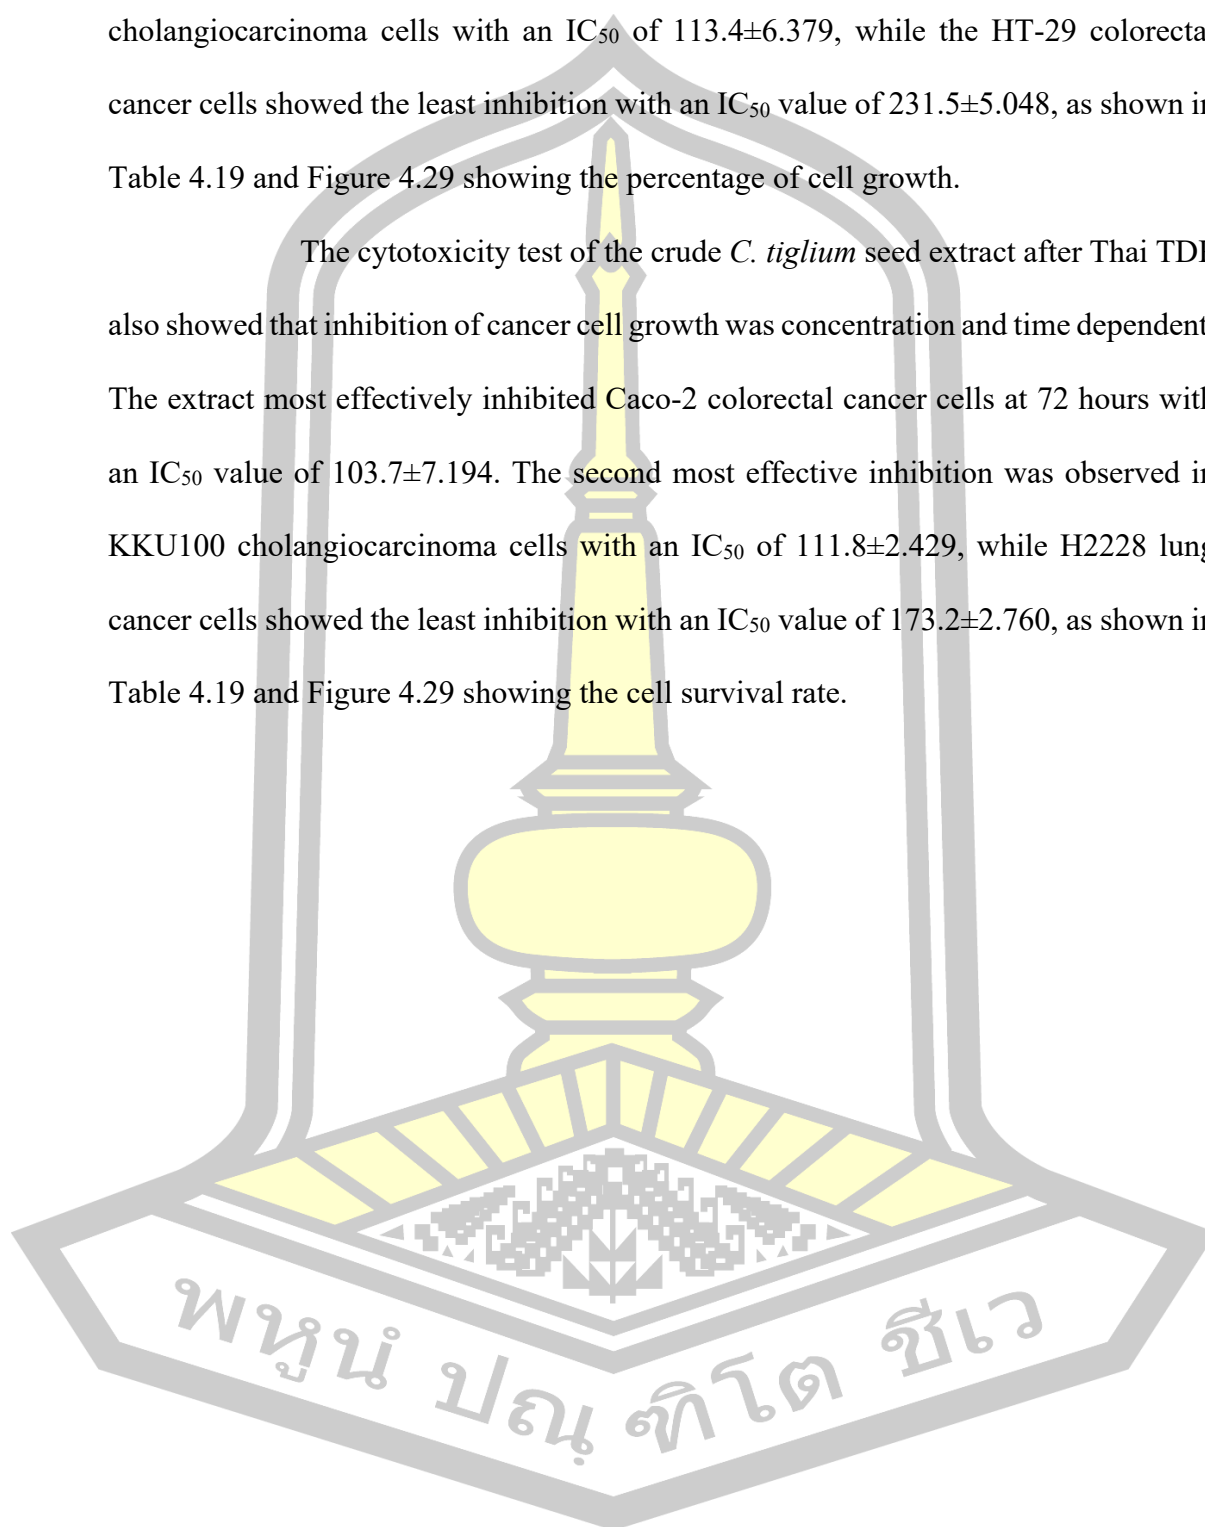 cholangiocarcinoma cells with an IC50 of 113.4±6.379, while the HT-29 colorecta
cancer cells showed the least inhibition with an IC50 value of 231.5±5.048, as shown in
Table 4.19 and Figure 4.29 showing the percentage of cell growth.
The cytotoxicity test of the crude C. tiglium seed extract after Thai TDP
also showed that inhibition of cancer cell growth was concentration and time dependent
The extract most effectively inhibited Caco-2 colorectal cancer cells at 72 hours with
an IC50 value of 103.7±7.194. The second most effective inhibition was observed in
KKU100 cholangiocarcinoma cells with an IC50 of 111.8±2.429, while H2228 lung
cancer cells showed the least inhibition with an IC50 value of 173.2±2.760, as shown in
Table 4.19 and Figure 4.29 showing the cell survival rate.
พหูนํ ปณฺฑิโต ชีเว